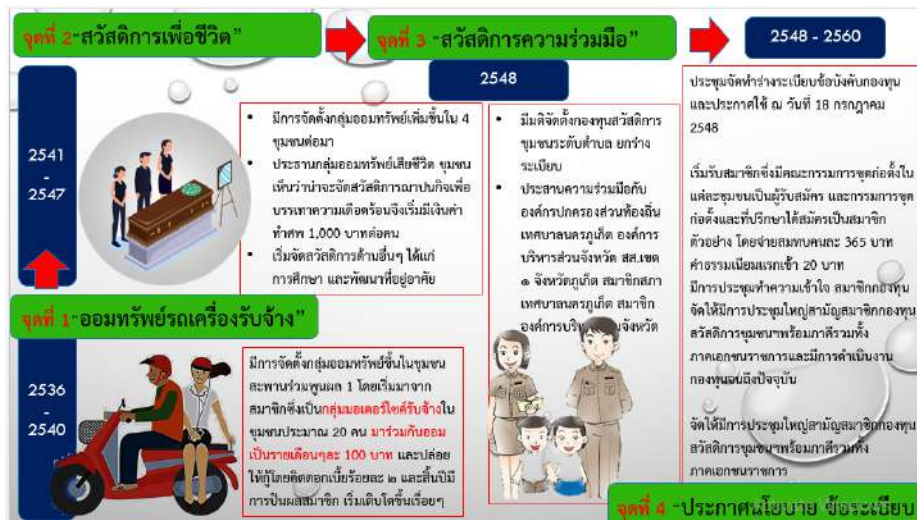 จุดที่ 2 “สวัสดิการเพื่อชีวิต”
จุดที่ 3 “สวัสดิการความร่วมมือ”
2548 - 2560
2541
-
2547
• มีการจัดตั้งกลุ่มออมทรัพย์เพิ่มขึ้นใน 4
ชุมชนต่อมา
• ประธานกลุ่มออมทรัพย์เสียชีวิต ชุมชน
เห็นว่าน่าจะจัดสวัสดิการฌาปนกิจเพื่อ
บรรเทาความเดือดร้อนจึงเริ่มมีเงินค่า
ทำศพ 1,000 บาทต่อคน
• เริ่มจัดสวัสดิการด้านอื่นๆ ได้แก่
การศึกษา และพัฒนาที่อยู่อาศัย
2548
• มีมติจัดตั้งกองทุนสวัสดิการ
ชุมชนระดับตำบล ยกร่าง
ระเบียบ
• ประสานความร่วมมือกับ
องค์กรปกครองส่วนท้องถิ่น
เทศบาลนครภูเก็ต องค์การ
บริหารส่วนจังหวัด สส.เขต
๑ จังหวัดภูเก็ต สมาชิกสภา
เทศบาลนครภูเก็ต สมาชิก
องค์การบริ จังหวัด
ประชุมจัดทำร่างระเบียบข้อบังคับกองทุน
และประกาศใช้ ณ วันที่ 18 กรกฎาคม
2548
เริ่มรับสมาชิกซึ่งมีคณะกรรมการชุดก่อตั้งใน
แต่ละชุมชนเป็นผู้รับสมัคร และกรรมการชุด
ก่อตั้งและที่ปรึกษาได้สมัครเป็นสมาชิก
ตัวอย่าง โดยจ่ายสมทบคนละ 365 บาท
ค่าธรรมเนียมแรกเข้า 20 บาท
มีการประชุมทำความเข้าใจ สมาชิกกองทุน
จัดให้มีการประชุมใหญ่สามัญสมาชิกกองทุน
สวัสดิการชุมชนฯพร้อมภาคีรวมทั้ง
ภาคเอกชนราชการและมีการดำเนินงาน
กองทุนจนถึงปัจจุบัน
จัดให้มีการประชุมใหญ่สามัญสมาชิกกองทุน
สวัสดิการชุมชนฯพร้อมภาคีรวมทั้ง
ภาคเอกชนราชการ
จุดที่ 1 “ออมทรัพย์รถเครื่องรับจ้าง”
2536
-
2540
มีการจัดตั้งกลุ่มออมทรัพย์ขึ้นในชุมชน
สะพานร่วมพูนผล 1 โดยเริ่มมาจาก
สมาชิกซึ่งเป็นกลุ่มมอเตอร์ไซค์รับจ้างใน
ชุมชนประมาณ 20 คน มาร่วมกันออม
เป็นรายเดือนๆละ 100 บาท และปล่อย
ให้กู้โดยคิดดอกเบี้ยร้อยละ ๒ และสิ้นปีมี
การปันผลสมาชิก เริ่มเติบโตขึ้นเรื่อยๆ
จุดที่ 4 “ประกาศนโยบาย ข้อระเบียบ